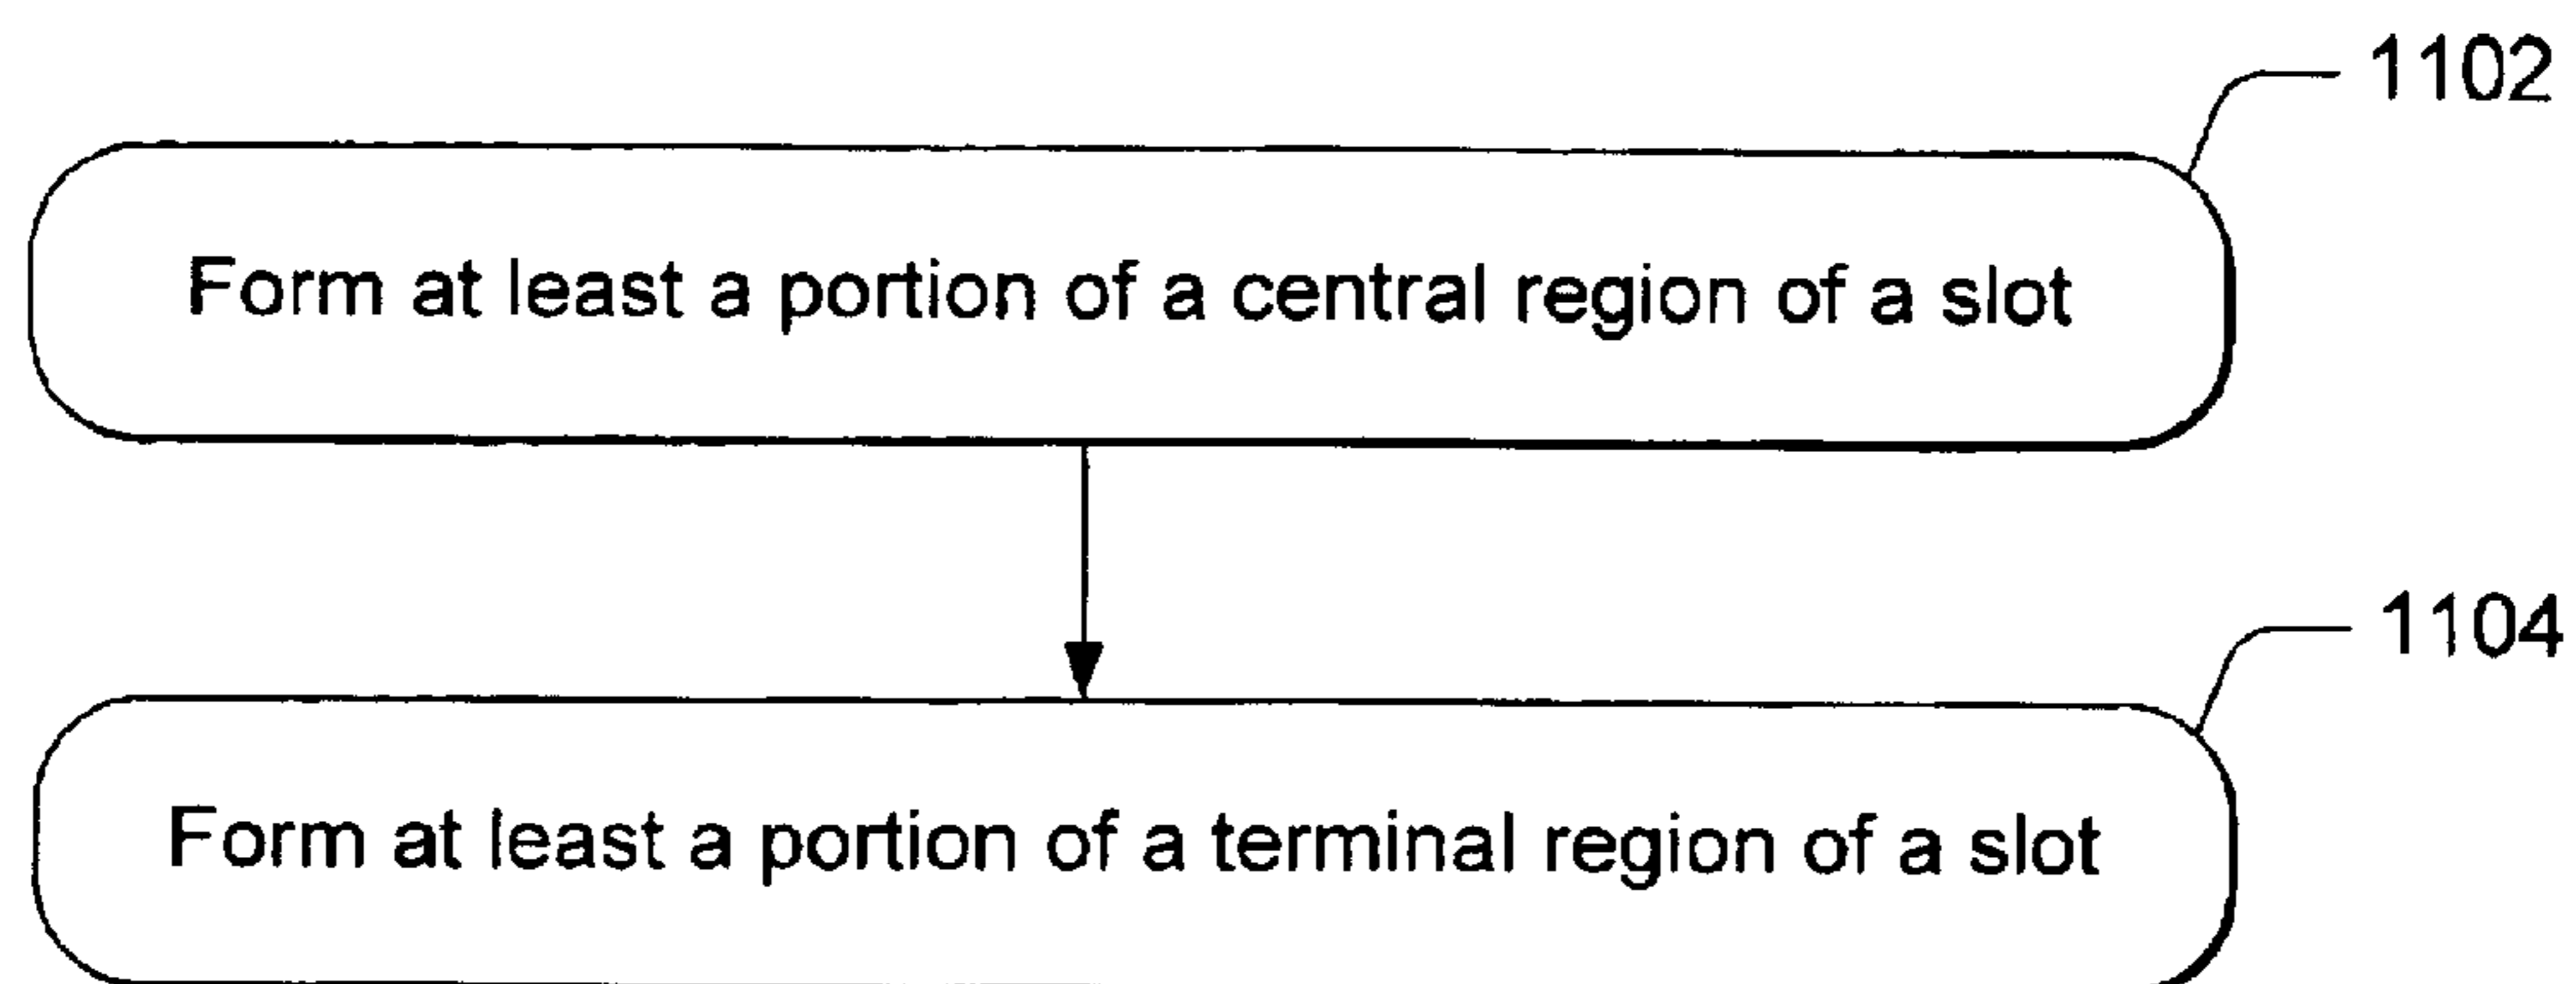 1102
Form at least a portion of a central region of a slot
1104
Form at least a portion of a terminal region of a slot